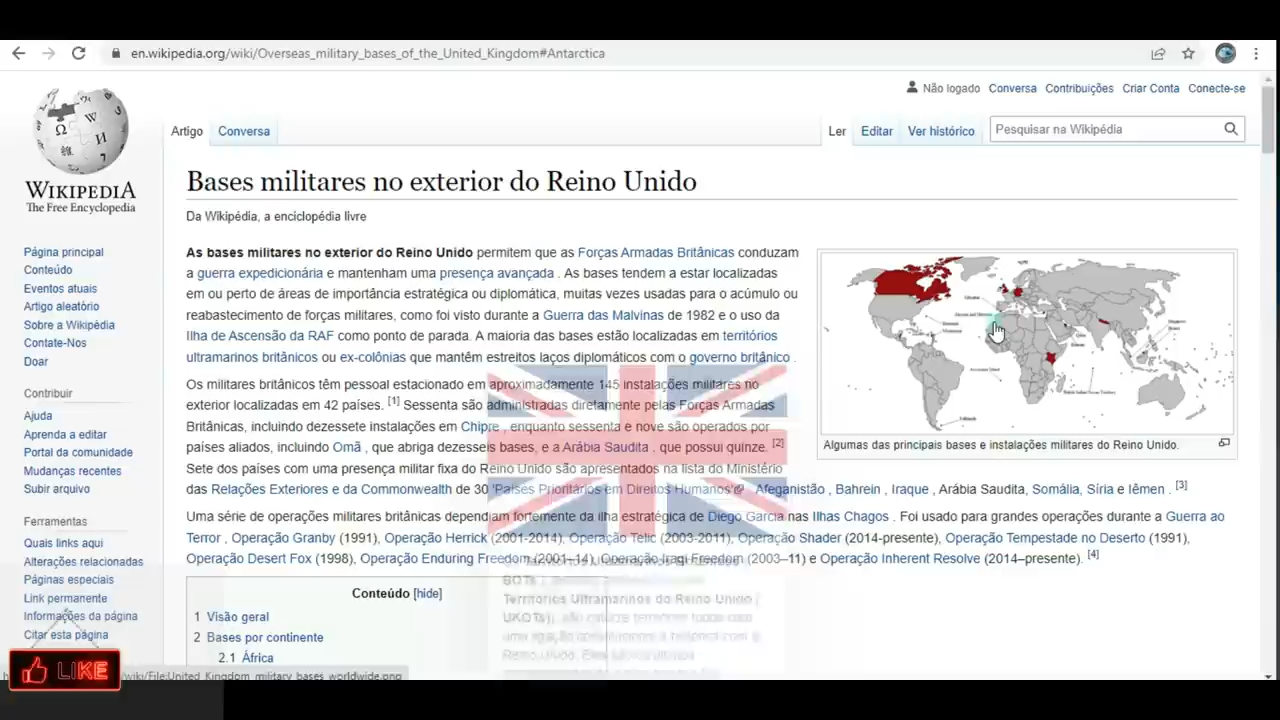 en.wikipedia.org/wiki/Overseas_military_bases_of_the_United_Kingdom#Antarctica
Não logado Conversa Contribuições Criar Conta Conecte-se
Artigo Conversa Ler Editar Ver histórico Pesquisar na Wikipédia
WIKIPEDIA
The Free Encyclopedia
Página principal
Conteúdo
Eventos atuais
Artigo aleatório
Sobre a Wikipédia
Contate-Nos
Doar
Contribuir
Ajuda
Aprenda a editar
Portal da comunidade
Mudanças recentes
Subir arquivo
Ferramentas
Quais links aqui
Alterações relacionadas
Páginas especiais
Link permanente
Informações da página
Citar esta página
Bases militares no exterior do Reino Unido
Da Wikipédia, a enciclopédia livre
As bases militares no exterior do Reino Unido permitem que as Forças Armadas Britânicas conduzam
a guerra expedicionária e mantenham uma presença avançada . As bases tendem a estar localizadas
em ou perto de áreas de importância estratégica ou diplomática, muitas vezes usadas para o acúmulo ou
reabastecimento de forças militares, como foi visto durante a Guerra das Malvinas de 1982 e o uso da
Ilha de Ascensão da RAF como ponto de parada. A maioria das bases estão localizadas em territórios
ultramarinos britânicos ou ex-colônias que mantêm estreitos laços diplomáticos com o governo britânico .
Os militares britânicos têm pessoal estacionado em aproximadamente 145 instalações militares no
exterior localizadas em 42 países. [1] Sessenta são administradas diretamente pelas Forças Armadas
Britânicas, incluindo dezessete instalações em Chipre , enquanto sessenta e nove são operados por
países aliados, incluindo Omã , que abriga dezesseis bases, e a Arábia Saudita , que possui quinze. [2]
Sete dos países com uma presença militar fixa do Reino Unido são apresentados na lista do Ministério
das Relações Exteriores e da Commonwealth de 30 'Países Prioritários em Direitos Humanos' Afeganistão , Bahrein , Iraque , Arábia Saudita, Somália, Síria e Iêmen . [3]
Uma série de operações militares britânicas dependiam fortemente da ilha estratégica de Diego Garcia nas Ilhas Chagos . Foi usado para grandes operações durante a Guerra ao
Terror , Operação Granby (1991), Operação Herrick (2001-2014), Operação Telic (2003-2011), Operação Shader (2014-presente), Operação Tempestade no Deserto (1991),
Operação Desert Fox (1998), Operação Enduring Freedom (2001–14), Operação Iraqi Freedom (2003–11) e Operação Inherent Resolve (2014–presente). [4]
Algumas das principais bases e instalações militares do Reino Unido.
Conteúdo [hide]
1 Visão geral
2 Bases por continente
2.1 África
Territórios Ultramarinos do Reino Unido (
UKOTs)
LIKE
/wiki/File:United_Kingdom_military_bases_worldwide.png